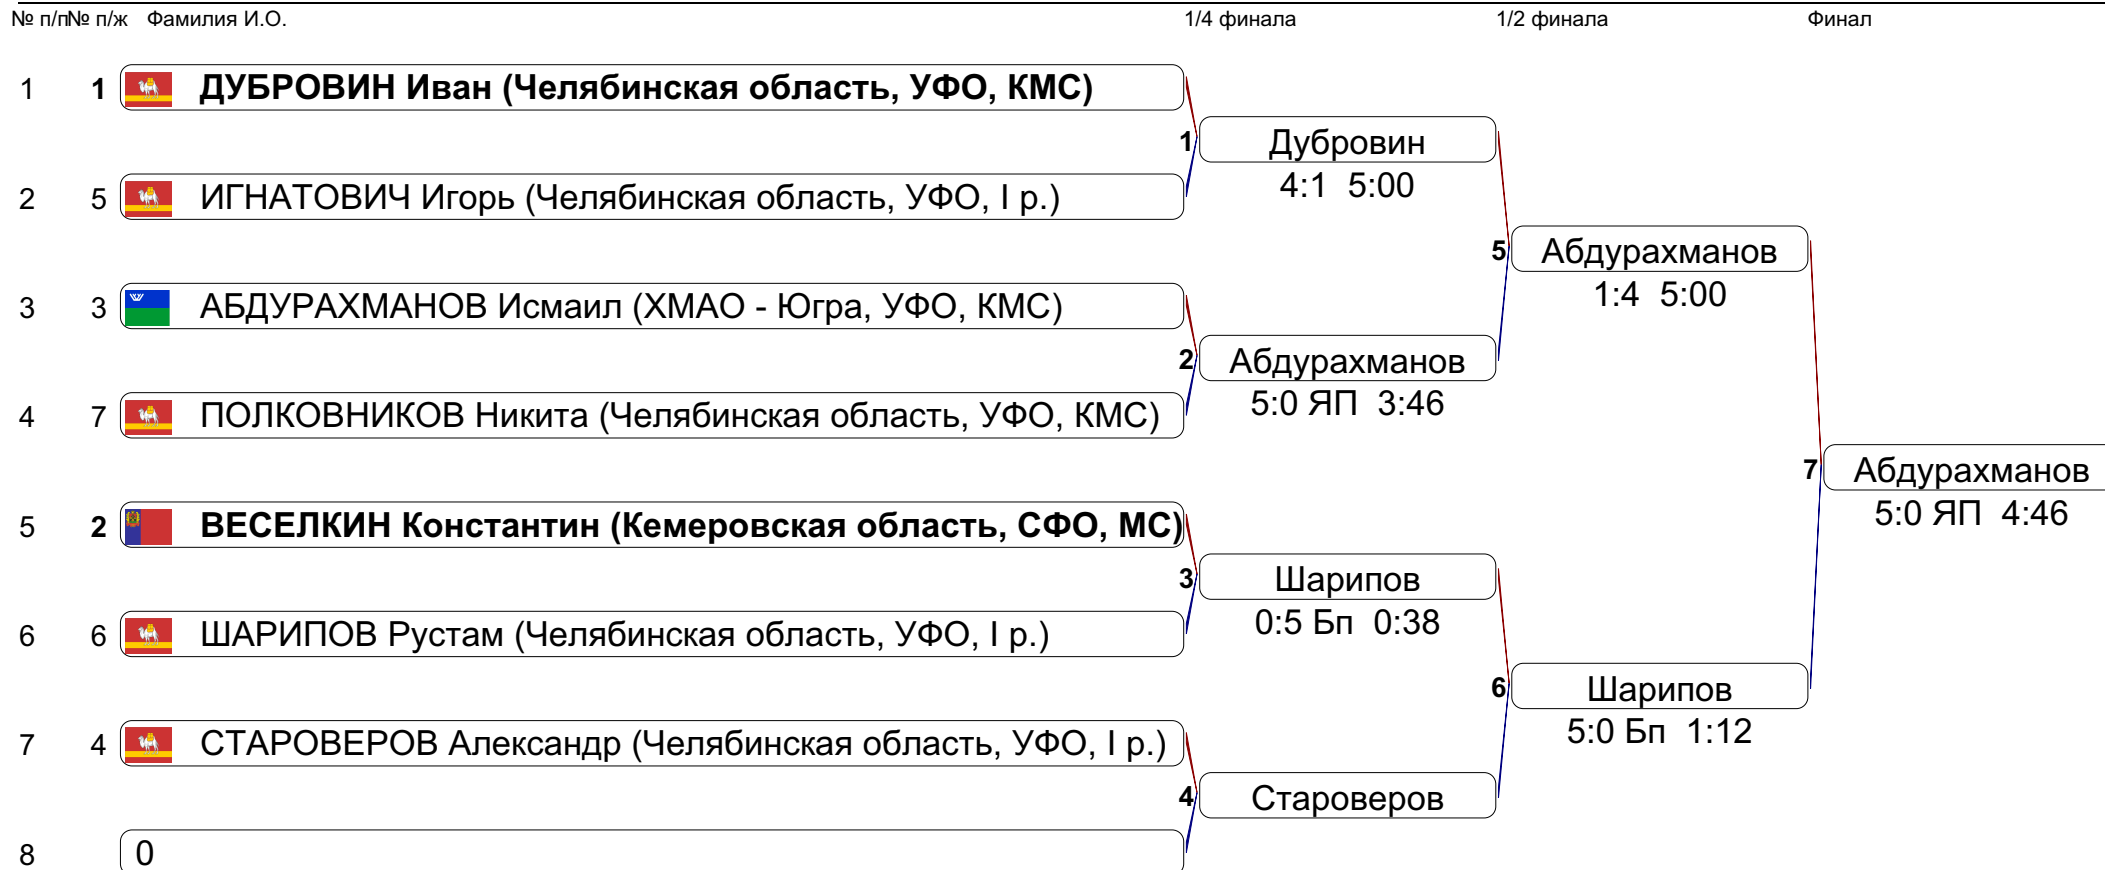 № п/п№ п/ж Фамилия И.О. 1/4 финала 1/2 финала Финал
1 1 ДУБРОВИН Иван (Челябинская область, УФО, КМС)
1 Дубровин
4:1 5:00
2 5 ИГНАТОВИЧ Игорь (Челябинская область, УФО, I р.)
5 Абдурахманов
1:4 5:00
3 3 АБДУРАХМАНОВ Исмаил (ХМАО - Югра, УФО, КМС)
2 Абдурахманов
5:0 ЯП 3:46
4 7 ПОЛКОВНИКОВ Никита (Челябинская область, УФО, КМС)
7 Абдурахманов
5:0 ЯП 4:46
5 2 ВЕСЕЛКИН Константин (Кемеровская область, СФО, МС)
3 Шарипов
0:5 Бп 0:38
6 6 ШАРИПОВ Рустам (Челябинская область, УФО, I р.)
6 Шарипов
5:0 Бп 1:12
7 4 СТАРОВЕРОВ Александр (Челябинская область, УФО, I р.)
4 Староверов
8 0